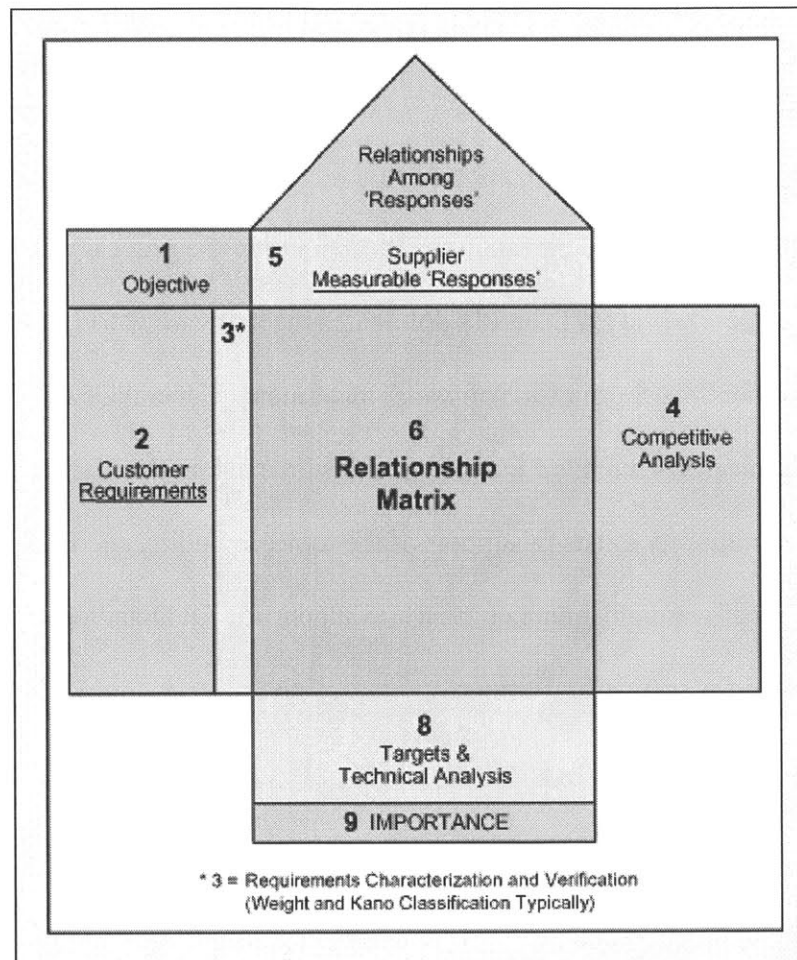 Relationships
Among
'Responses'
1
Objective
5
Supplier
Measurable 'Responses'
3*
2
Customer
Requirements
6
Relationship
Matrix
4
Competitive
Analysis
8
Targets &
Technical Analysis
9 IMPORTANCE
* 3 = Requirements Characterization and Verification
(Weight and Kano Classification Typically)